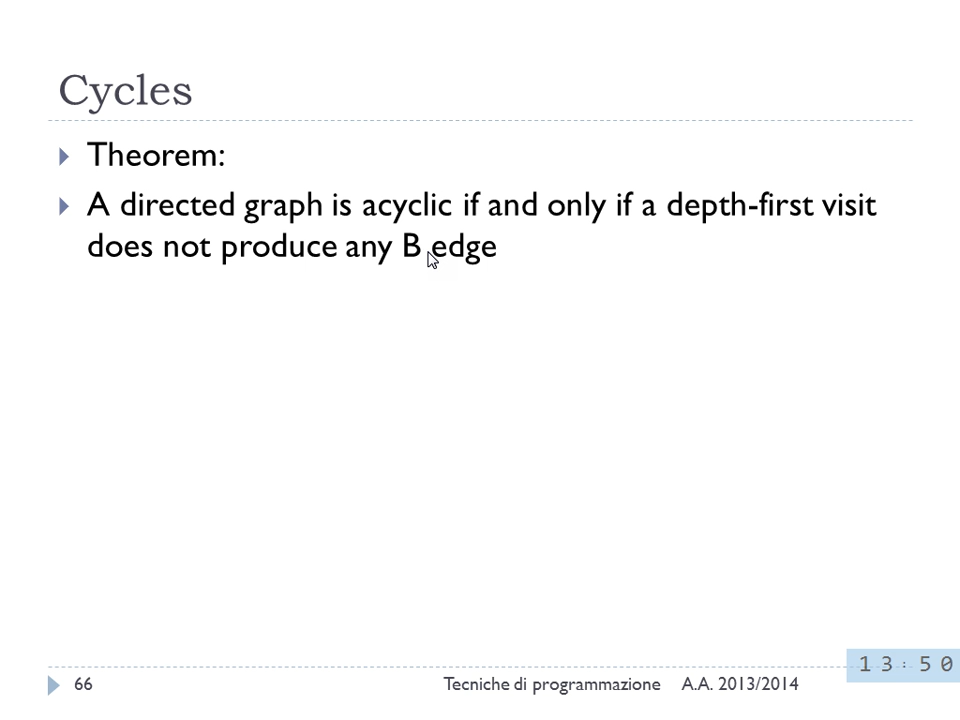 Cycles
Theorem:
A directed graph is acyclic if and only if a depth-first visit
does not produce any B edge
66
Tecniche di programmazione A.A. 2013/2014
13:50